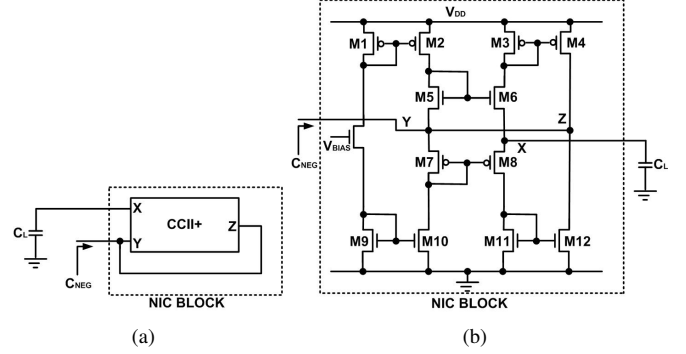 X
CCII+
Z
Y
CL
CNEG
NIC BLOCK
(a)
VDD
M1
M2
M3
M4
M5
M6
Y
Z
CNEG
VBIAS
M7
M8
X
CL
M9
M10
M11
M12
NIC BLOCK
(b)